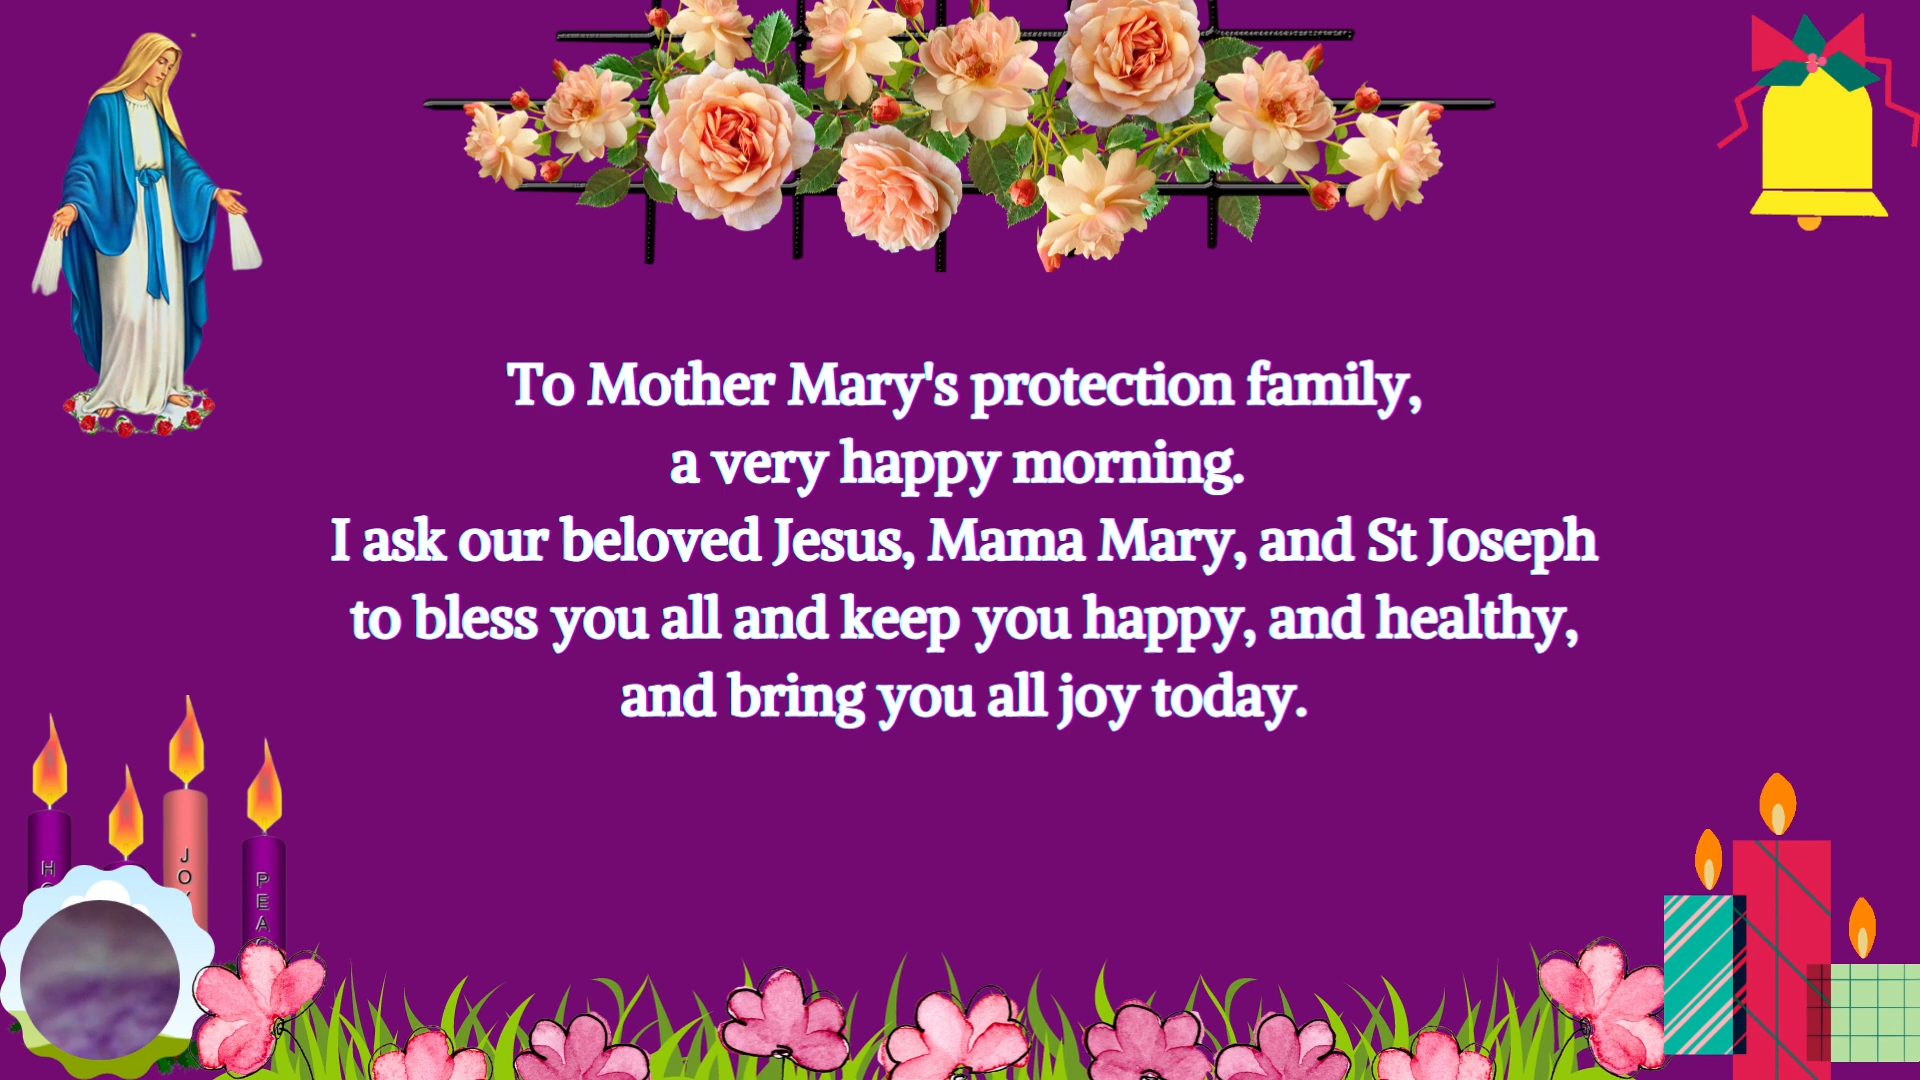 To Mother Mary's protection family,
a very happy morning.
I ask our beloved Jesus, Mama Mary, and St Joseph
to bless you all and keep you happy, and healthy,
and bring you all joy today.